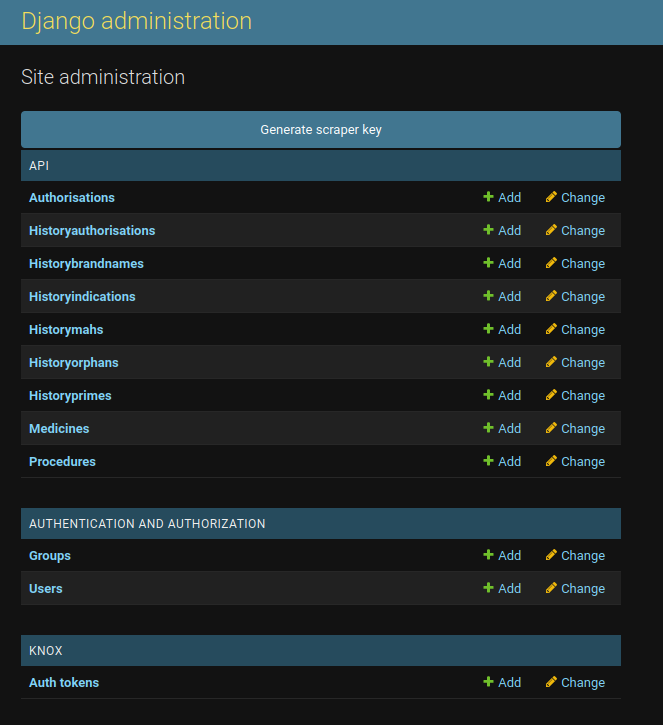 Django administration
Site administration
Generate scraper key
API
Authorisations Add Change
Historyauthorisations Add Change
Historybrandnames Add Change
Historyindications Add Change
Historymahs Add Change
Historyorphans Add Change
Historyprimes Add Change
Medicines Add Change
Procedures Add Change
AUTHENTICATION AND AUTHORIZATION
Groups Add Change
Users Add Change
KNOX
Auth tokens Add Change